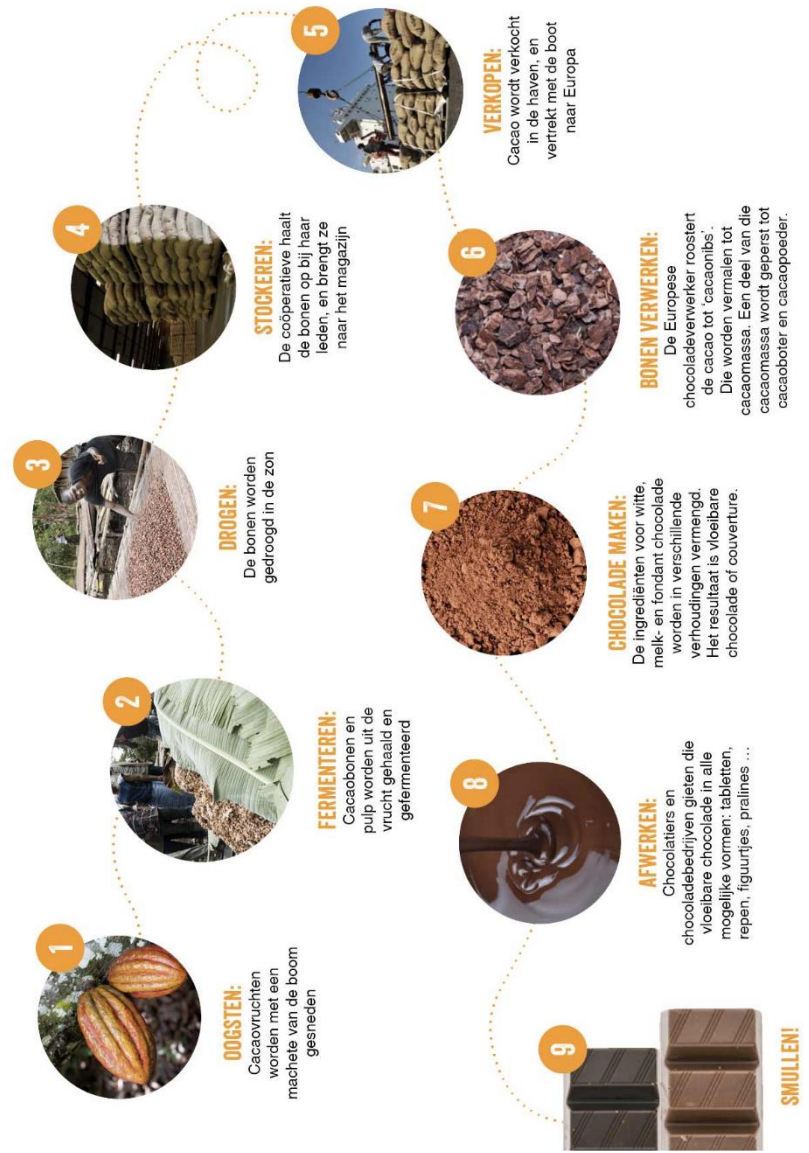 1
OOGSTEN:
Cacaovruchten
worden met een
machete van de boom
gesneden
2
FERMENTEREN:
Cacaobonen en
pulp worden uit de
vrucht gehaald en
gefermenteerd
3
DROGEN:
De bonen worden
gedroogd in de zon
4
STOCKEREN:
De coöperatieve haalt
de bonen op bij haar
leden, en brengt ze
naar het magazijn
5
VERKOPEN:
Cacao wordt verkocht
in de haven, en
vertrekt met de boot
naar Europa
6
BONEN VERWERKEN:
De Europese
chocoladeverwerker roostert
de cacao tot ‘cacaonibs’.
Die worden vermalen tot
cacaomassa. Een deel van die
cacaomassa wordt geperst tot
cacaoboter en cacaopoeder.
7
CHOCOLADE MAKEN:
De ingrediënten voor witte,
melk- en fondant chocolade
worden in verschillende
verhoudingen vermengd.
Het resultaat is vloeibare
chocolade of couverture.
8
AFWERKEN:
Chocolatiers en
chocoladebedrijven gieten die
vloeibare chocolade in alle
mogelijke vormen: tabletten,
repen, figuurtjes, pralines …
9
SMULLEN!